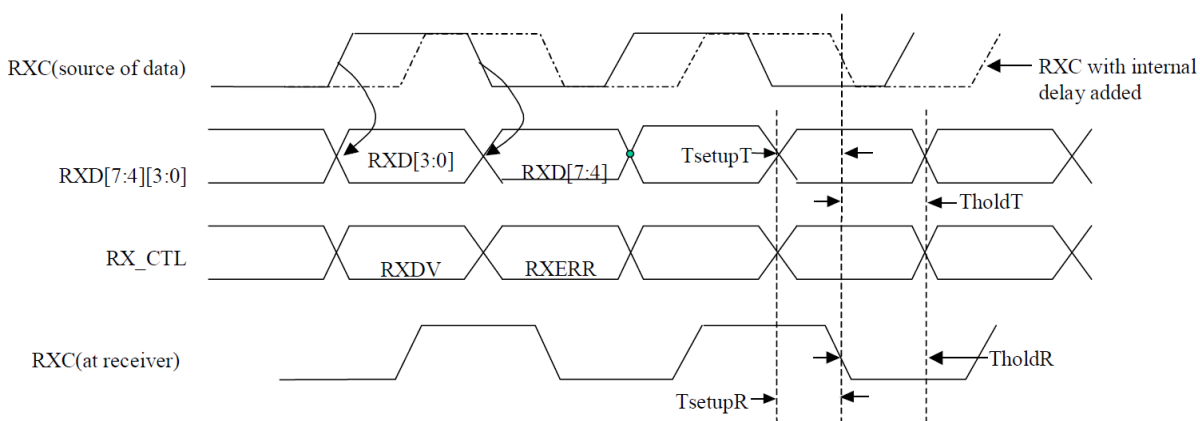 RXC(source of data)
RXC with internal
delay added
RXD[7:4][3:0]
RXD[3:0]
RXD[7:4]
TsetupT
TholdT
RX_CTL
RXDV
RXERR
RXC(at receiver)
TholdR
TsetupR